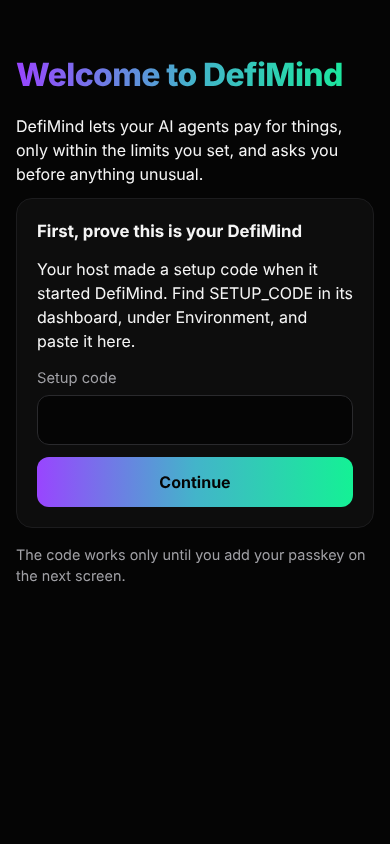 Welcome to DefiMind
DefiMind lets your AI agents pay for things,
only within the limits you set, and asks you
before anything unusual.
First, prove this is your DefiMind
Your host made a setup code when it
started DefiMind. Find SETUP_CODE in its
dashboard, under Environment, and
paste it here.
Setup code
Continue
The code works only until you add your passkey on
the next screen.